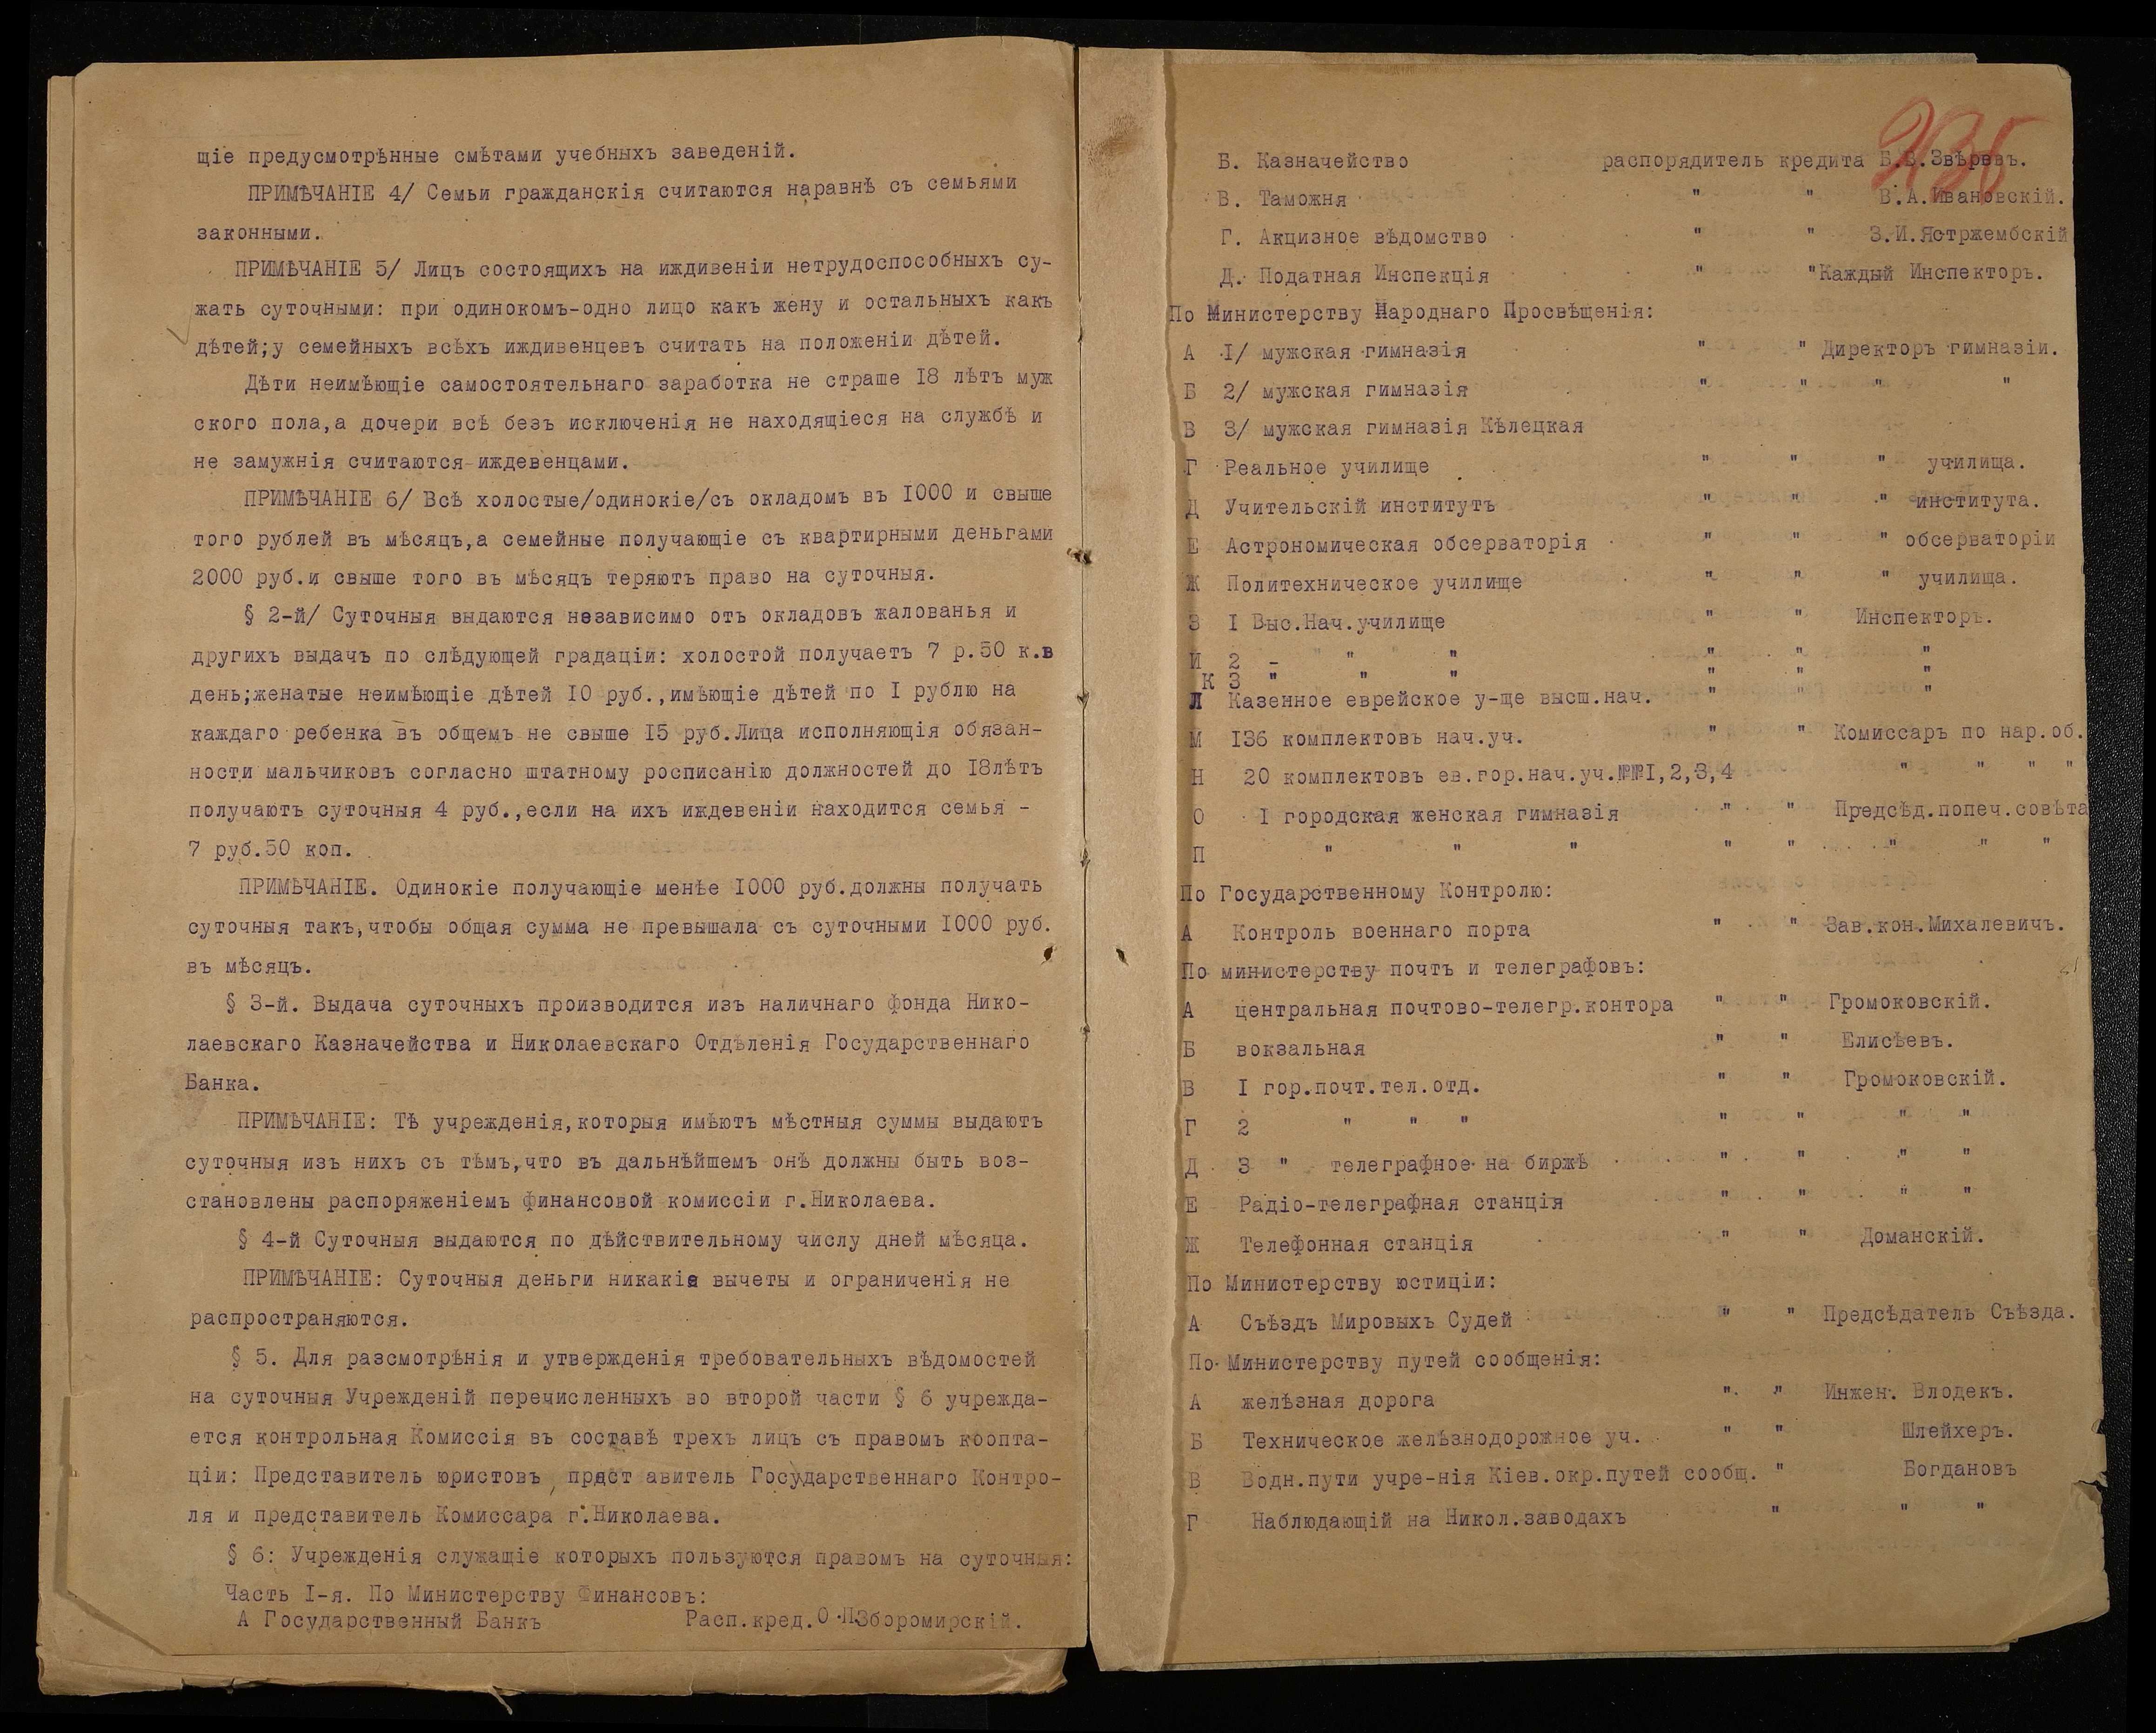 щіе предусмотрѣнные смѣтами учебныхъ заведеній.
ПРИМѢЧАНІЕ 4/ Семьи гражданскія считаются наравнѣ съ семьями
законными.
ПРИМѢЧАНІЕ 5/ Лицъ состоящихъ на иждивеніи нетрудоспособныхъ су-
жать суточными: при одинокомъ-одно лицо какъ жену и остальныхъ какъ
дѣтей;у семейныхъ всѣхъ иждивенцевъ считать на положеніи дѣтей.
Дѣти неимѣющіе самостоятельнаго заработка не страше I8 лѣтъ муж
ского пола,а дочери всѣ безъ исключенія не находящіеся на службѣ и
не замужнія считаются иждевенцами.
ПРИМѢЧАНІЕ 6/ Всѣ холостые/одинокіе/съ окладомъ въ I000 и свыше
того рублей въ мѣсяцъ,а семейные получающіе съ квартирными деньгами
2000 руб.и свыше того въ мѣсяцъ теряютъ право на суточныя.
§ 2-й/ Суточныя выдаются независимо отъ окладовъ жалованья и
другихъ выдачъ по слѣдующей градаціи: холостой получаетъ 7 р.50 к.в
день;женатые неимѣющіе дѣтей I0 руб.,имѣющіе дѣтей по I рублю на
каждаго ребенка въ общемъ не свыше I5 руб.Лица исполняющія обязан-
ности мальчиковъ согласно штатному росписанію должностей до I8лѣтъ
получаютъ суточныя 4 руб.,если на ихъ иждевеніи находится семья -
7 руб.50 коп.
ПРИМѢЧАНІЕ. Одинокіе получающіе менѣе I000 руб.должны получать
суточныя такъ,чтобы общая сумма не превышала съ суточными I000 руб.
въ мѣсяцъ.
§ 3-й. Выдача суточныхъ производится изъ наличнаго фонда Нико-
лаевскаго Казначейства и Николаевскаго Отдѣленія Государственнаго
Банка.
ПРИМѢЧАНІЕ: Тѣ учрежденія,которыя имѣютъ мѣстныя суммы выдаютъ
суточныя изъ нихъ съ тѣмъ,что въ дальнѣйшемъ онѣ должны быть воз-
становлены распоряженіемъ финансовой комиссіи г.Николаева.
§ 4-й Суточныя выдаются по дѣйствительному числу дней мѣсяца.
ПРИМѢЧАНІЕ: Суточныя деньги никакія вычеты и ограниченія не
распространяются.
§ 5. Для разсмотрѣнія и утвержденія требовательныхъ вѣдомостей
на суточныя Учрежденій перечисленныхъ во второй части § 6 учрежда-
ется контрольная Комиссія въ составѣ трехъ лицъ съ правомъ коопта-
ціи: Представитель юристовъ, прдст авитель Государственнаго Контро-
ля и представитель Комиссара г.Николаева.
§ 6: Учрежденія служащіе которыхъ пользуются правомъ на суточныя:
Часть I-я. По Министерству Финансовъ:
А Государственный Банкъ Расп.кред.О.П.Зборомирскій.
236
Б. Казначейство распорядитель кредита Б.В.Звѣревъ.
В. Таможня " " В.А.Ивановскій.
Г. Акцизное вѣдомство " " З.И.Ястржембскій
Д. Податная Инспекція " "Каждый Инспекторъ.
По Министерству Народнаго Просвѣщенія:
А I/ мужская гимназія " " Директоръ гимназіи.
Б 2/ мужская гимназія " " " "
В 3/ мужская гимназія Кѣлецкая
Г Реальное училище " " " училища.
Д Учительскій институтъ " " " института.
Е Астрономическая обсерваторія " " " обсерваторіи
Ж Политехническое училище " " " училища.
З I Выс.Нач.училище " " Инспекторъ.
И 2 - " " " " "
К 3 " " " " " "
Л Казенное еврейское у-ще высш.нач. " " "
М I36 комплектовъ нач.уч. " " Комиссаръ по нар.об.
Н 20 комплектовъ ев.гор.нач.уч.№№I,2,3,4 " " " "
О I городская женская гимназія " " Предсѣд.попеч.совѣта
П " " " " " " " "
По Государственному Контролю:
А Контроль военнаго порта " " Зав.кон.Михалевичъ.
По министерству почтъ и телеграфовъ:
А центральная почтово-телегр.контора " " Громоковскій.
Б вокзальная " " Елисѣевъ.
В I гор.почт.тел.отд. " " Громоковскій.
Г 2 " " " " " " "
Д 3 " телеграфное на биржѣ " " " "
Е Радіо-телеграфная станція " " " "
Ж Телефонная станція " " Доманскій.
По Министерству юстиціи:
А Съѣздъ Мировыхъ Судей " " Предсѣдатель Съѣзда.
По Министерству путей сообщенія:
А желѣзная дорога " " Инжен. Влодекъ.
Б Техническое желѣзнодорожное уч. " " Шлейхеръ.
В Водн.пути учре-нія Кіев.окр.путей сообщ. " Богдановъ
Г Наблюдающій на Никол.заводахъ " " "